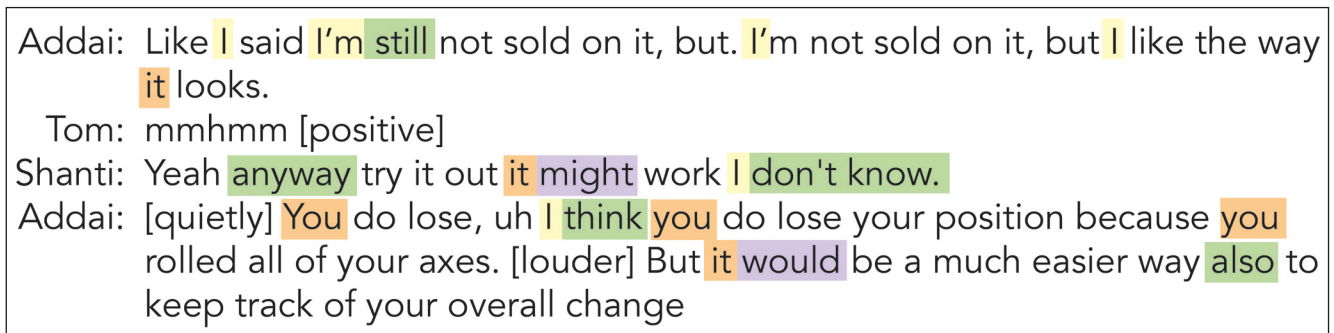 Addai: Like I said I’m still not sold on it, but. I’m not sold on it, but I like the way
it looks.
Tom: mmhmm [positive]
Shanti: Yeah anyway try it out it might work I don't know.
Addai: [quietly] You do lose, uh I think you do lose your position because you
rolled all of your axes. [louder] But it would be a much easier way also to
keep track of your overall change